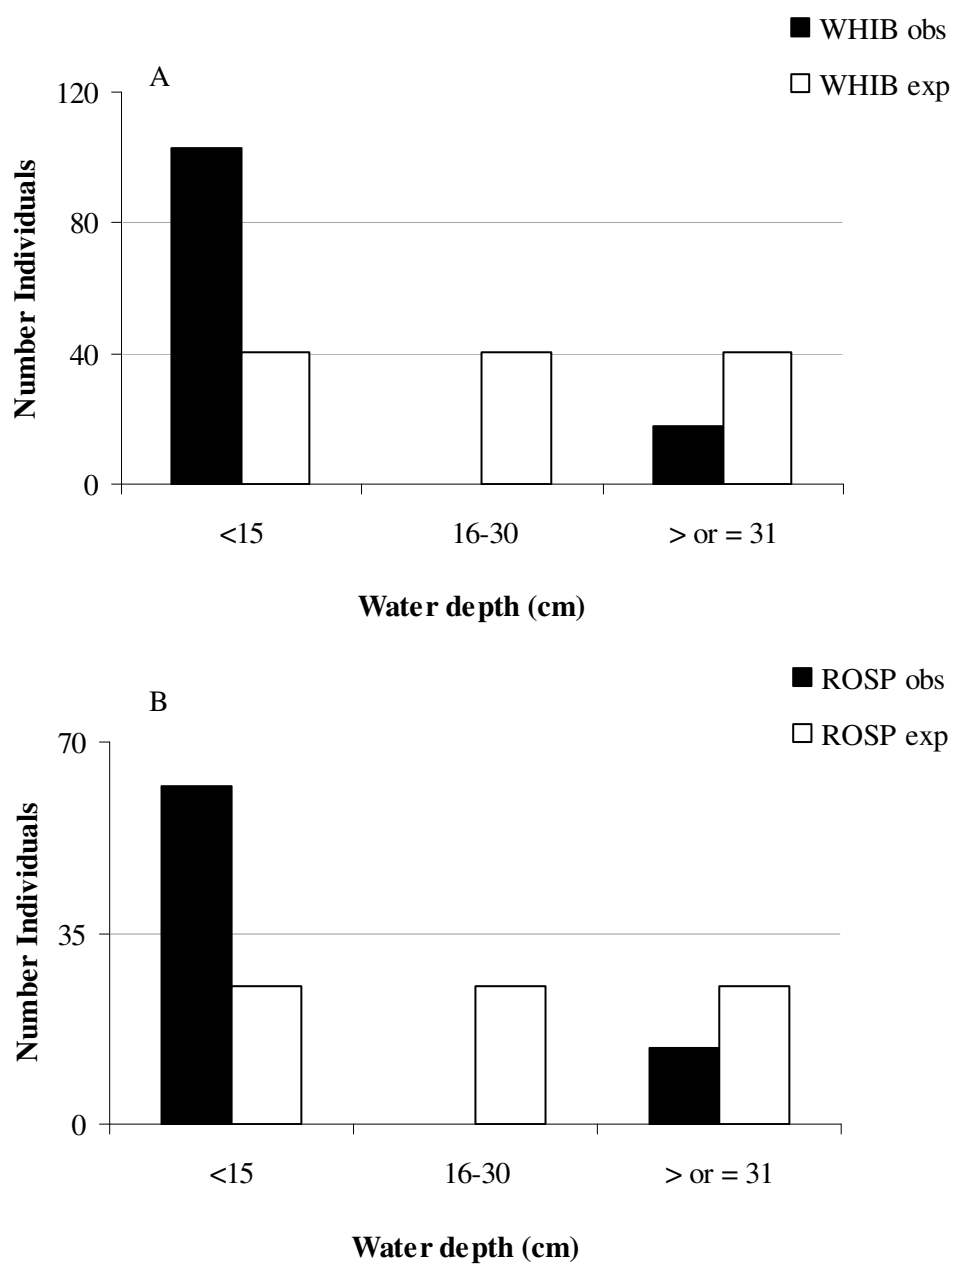 WHIB obs
WHIB exp
A
120
80
40
0
Number Individuals
<15
16-30
> or = 31
Water depth (cm)
ROSP obs
ROSP exp
B
70
35
0
Number Individuals
<15
16-30
> or = 31
Water depth (cm)